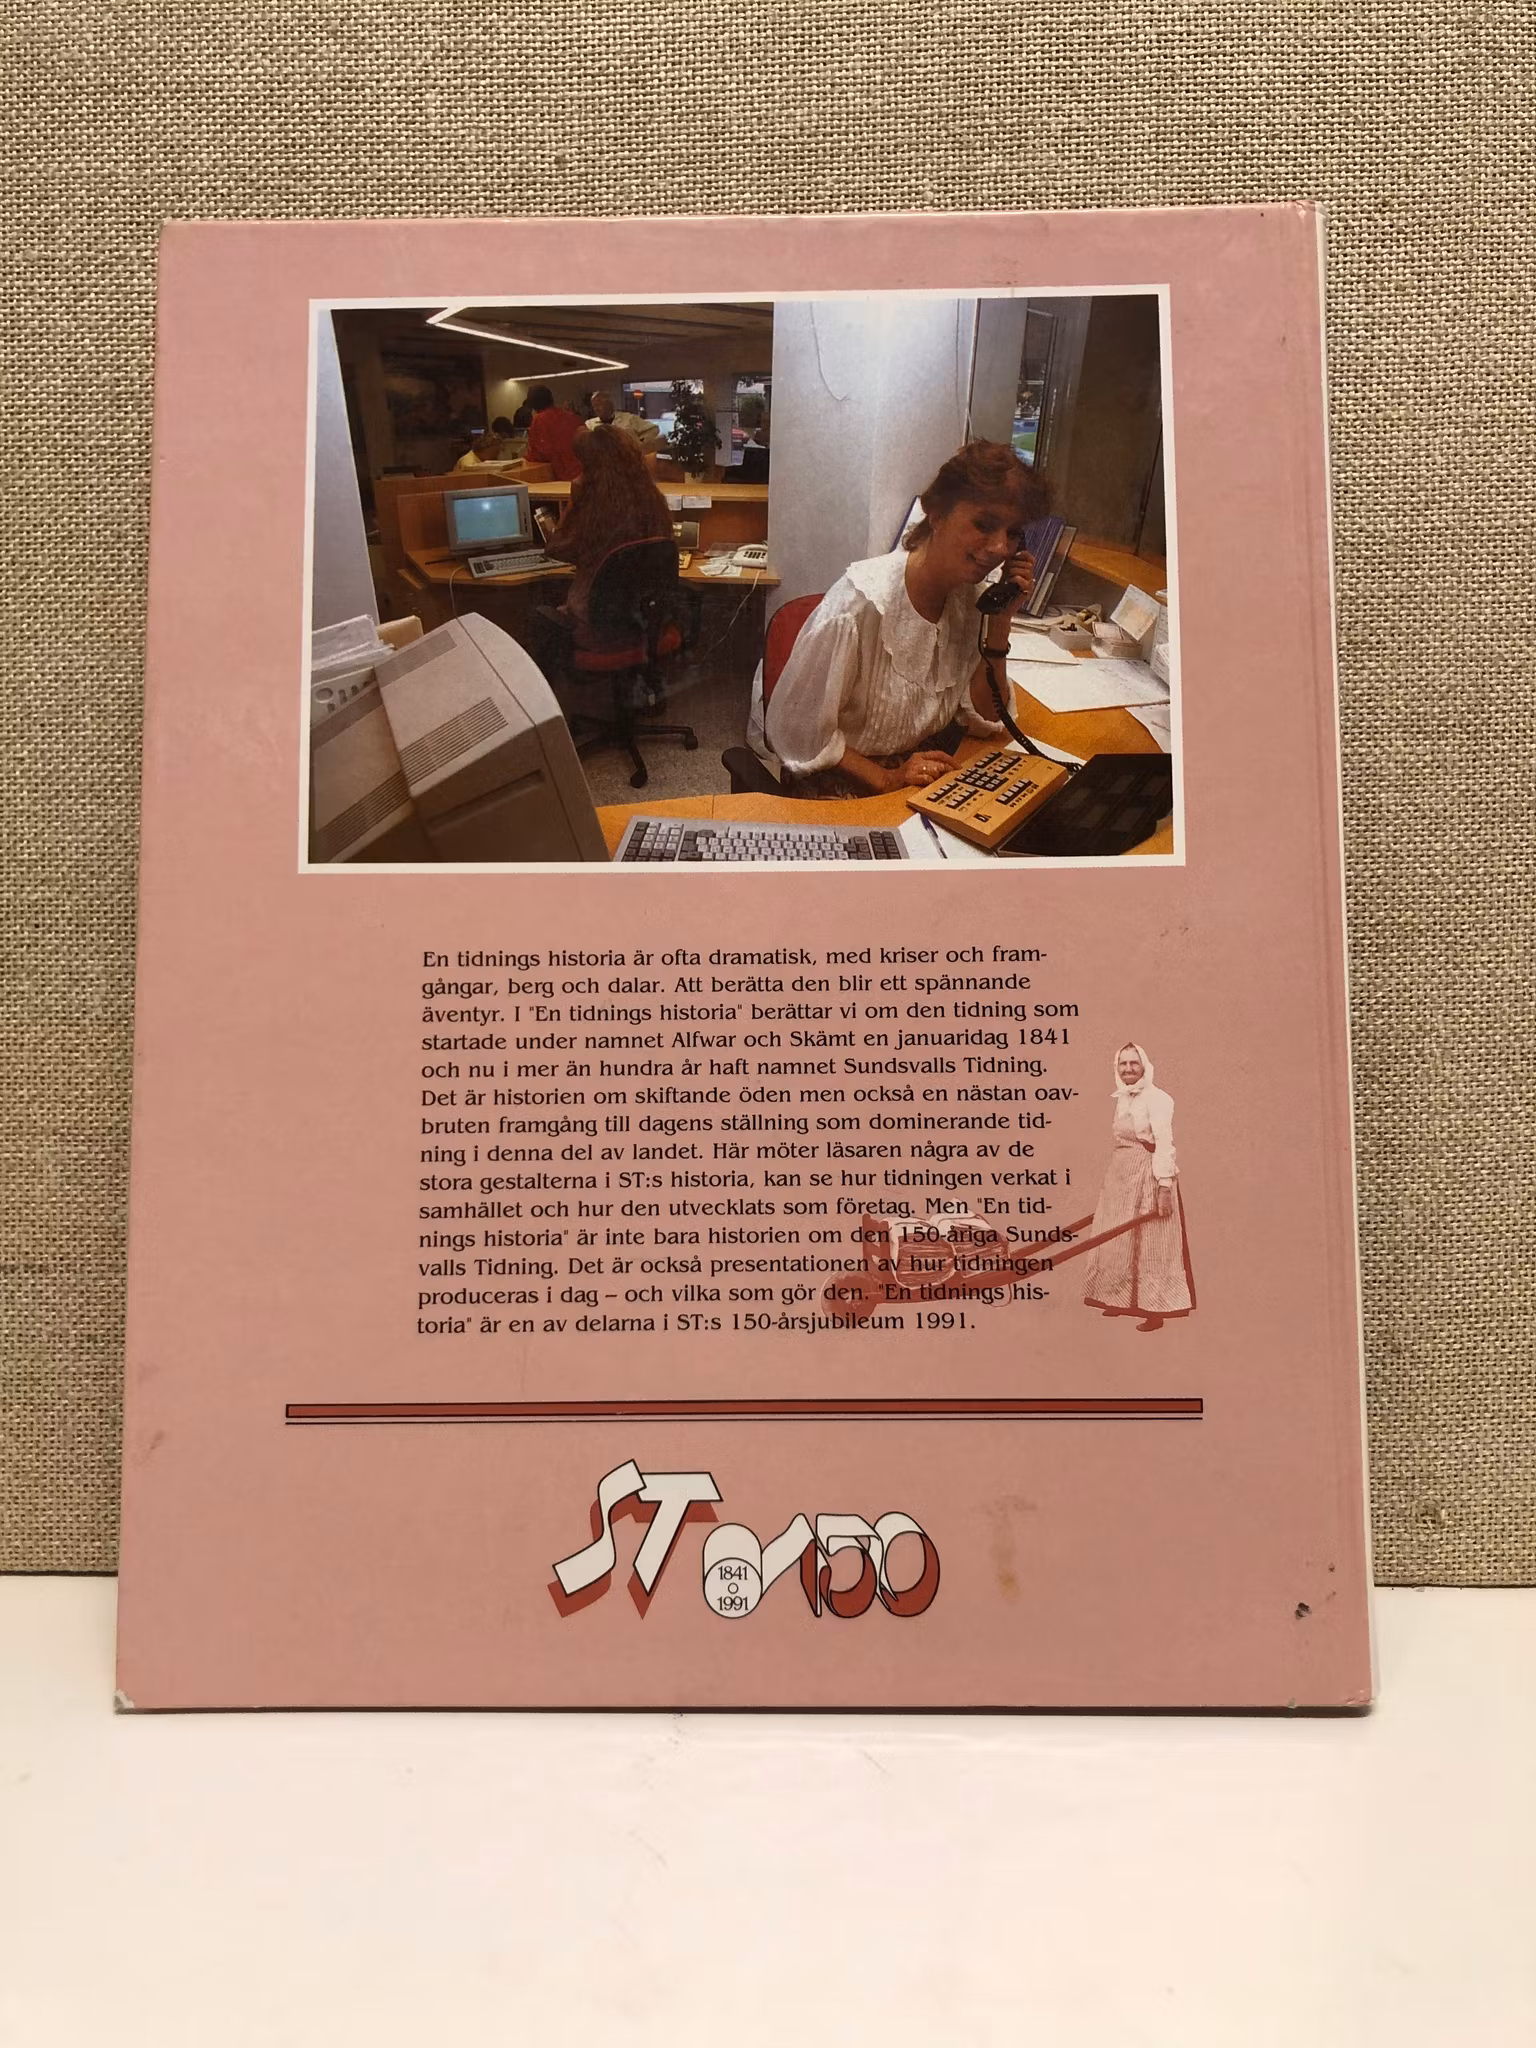 En tidnings historia är ofta dramatisk, med kriser och fram-
gångar, berg och dalar. Att berätta den blir ett spännande
äventyr. I "En tidnings historia" berättar vi om den tidning som
startade under namnet Alfwar och Skämt en januaridag 1841
och nu i mer än hundra år haft namnet Sundsvalls Tidning.
Det är historien om skiftande öden men också en nästan oav-
bruten framgång till dagens ställning som dominerande tid-
ning i denna del av landet. Här möter läsaren några av de
stora gestalterna i ST:s historia, kan se hur tidningen verkat i
samhället och hur den utvecklats som företag. Men "En tid-
nings historia" är inte bara historien om den 150-åriga Sunds-
valls Tidning. Det är också presentationen av hur tidningen
produceras i dag – och vilka som gör den. "En tidnings his-
toria" är en av delarna i ST:s 150-årsjubileum 1991.
ST 150
1841
1991